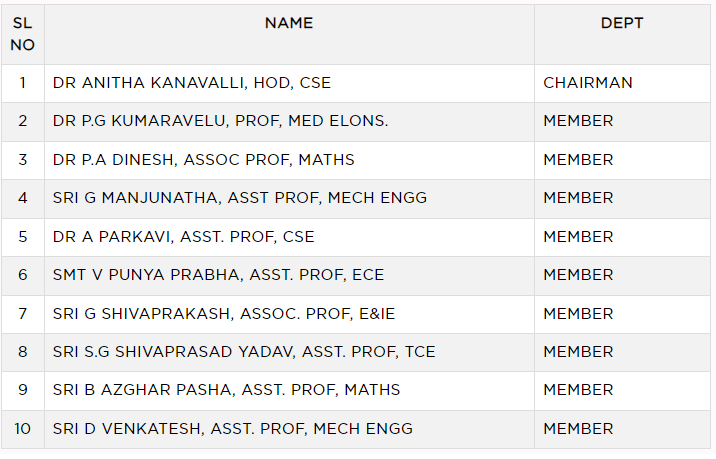 SL NO NAME DEPT
1 DR ANITHA KANAVALLI, HOD, CSE CHAIRMAN
2 DR P.G KUMARAVELU, PROF, MED ELONS. MEMBER
3 DR P.A DINESH, ASSOC PROF, MATHS MEMBER
4 SRI G MANJUNATHA, ASST PROF, MECH ENGG MEMBER
5 DR A PARKAVI, ASST. PROF, CSE MEMBER
6 SMT V PUNYA PRABHA, ASST. PROF, ECE MEMBER
7 SRI G SHIVAPRAKASH, ASSOC. PROF, E&IE MEMBER
8 SRI S.G SHIVAPRASAD YADAV, ASST. PROF, TCE MEMBER
9 SRI B AZGHAR PASHA, ASST. PROF, MATHS MEMBER
10 SRI D VENKATESH, ASST. PROF, MECH ENGG MEMBER